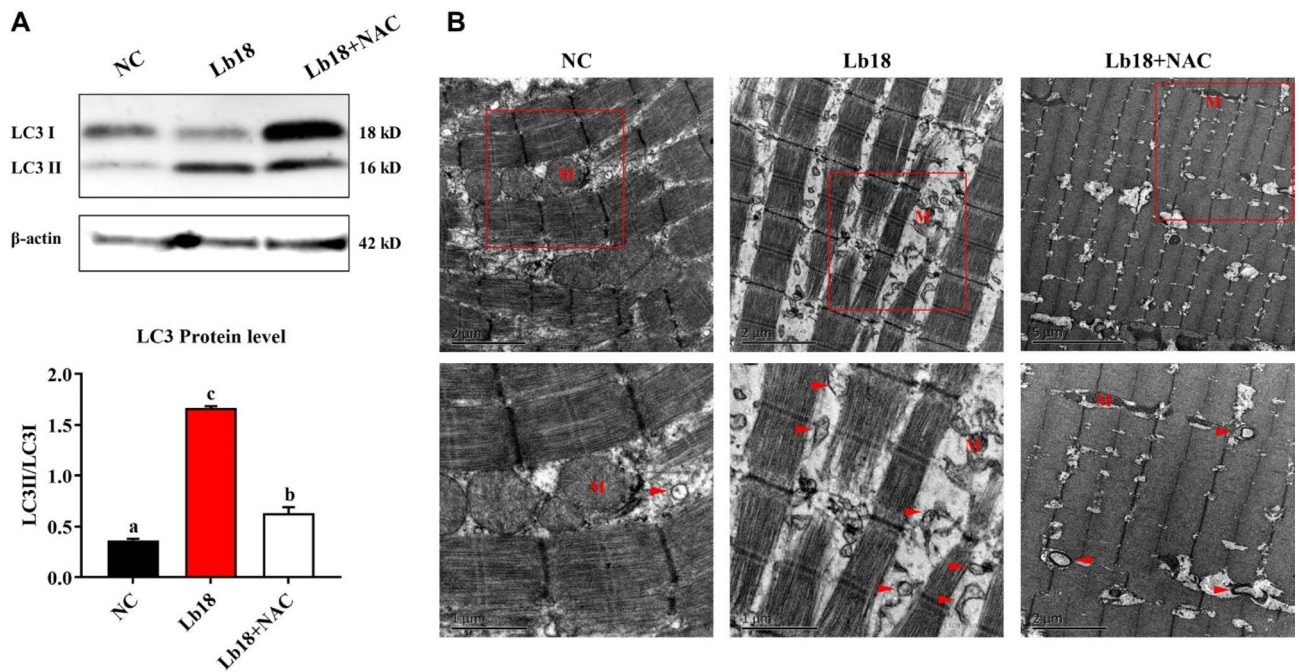 A
NC
Lb18
Lb18+NAC
LC3 I
18 kD
LC3 II
16 kD
β-actin
42 kD
LC3 Protein level
LC3II/LC3I
2.0
1.5
1.0
0.5
0.0
a
c
b
NC
Lb18
Lb18+NAC
B
NC
Lb18
Lb18+NAC
M
M
M
2 μm
2 μm
5 μm
M
M
M
1 μm
1 μm
2 μm